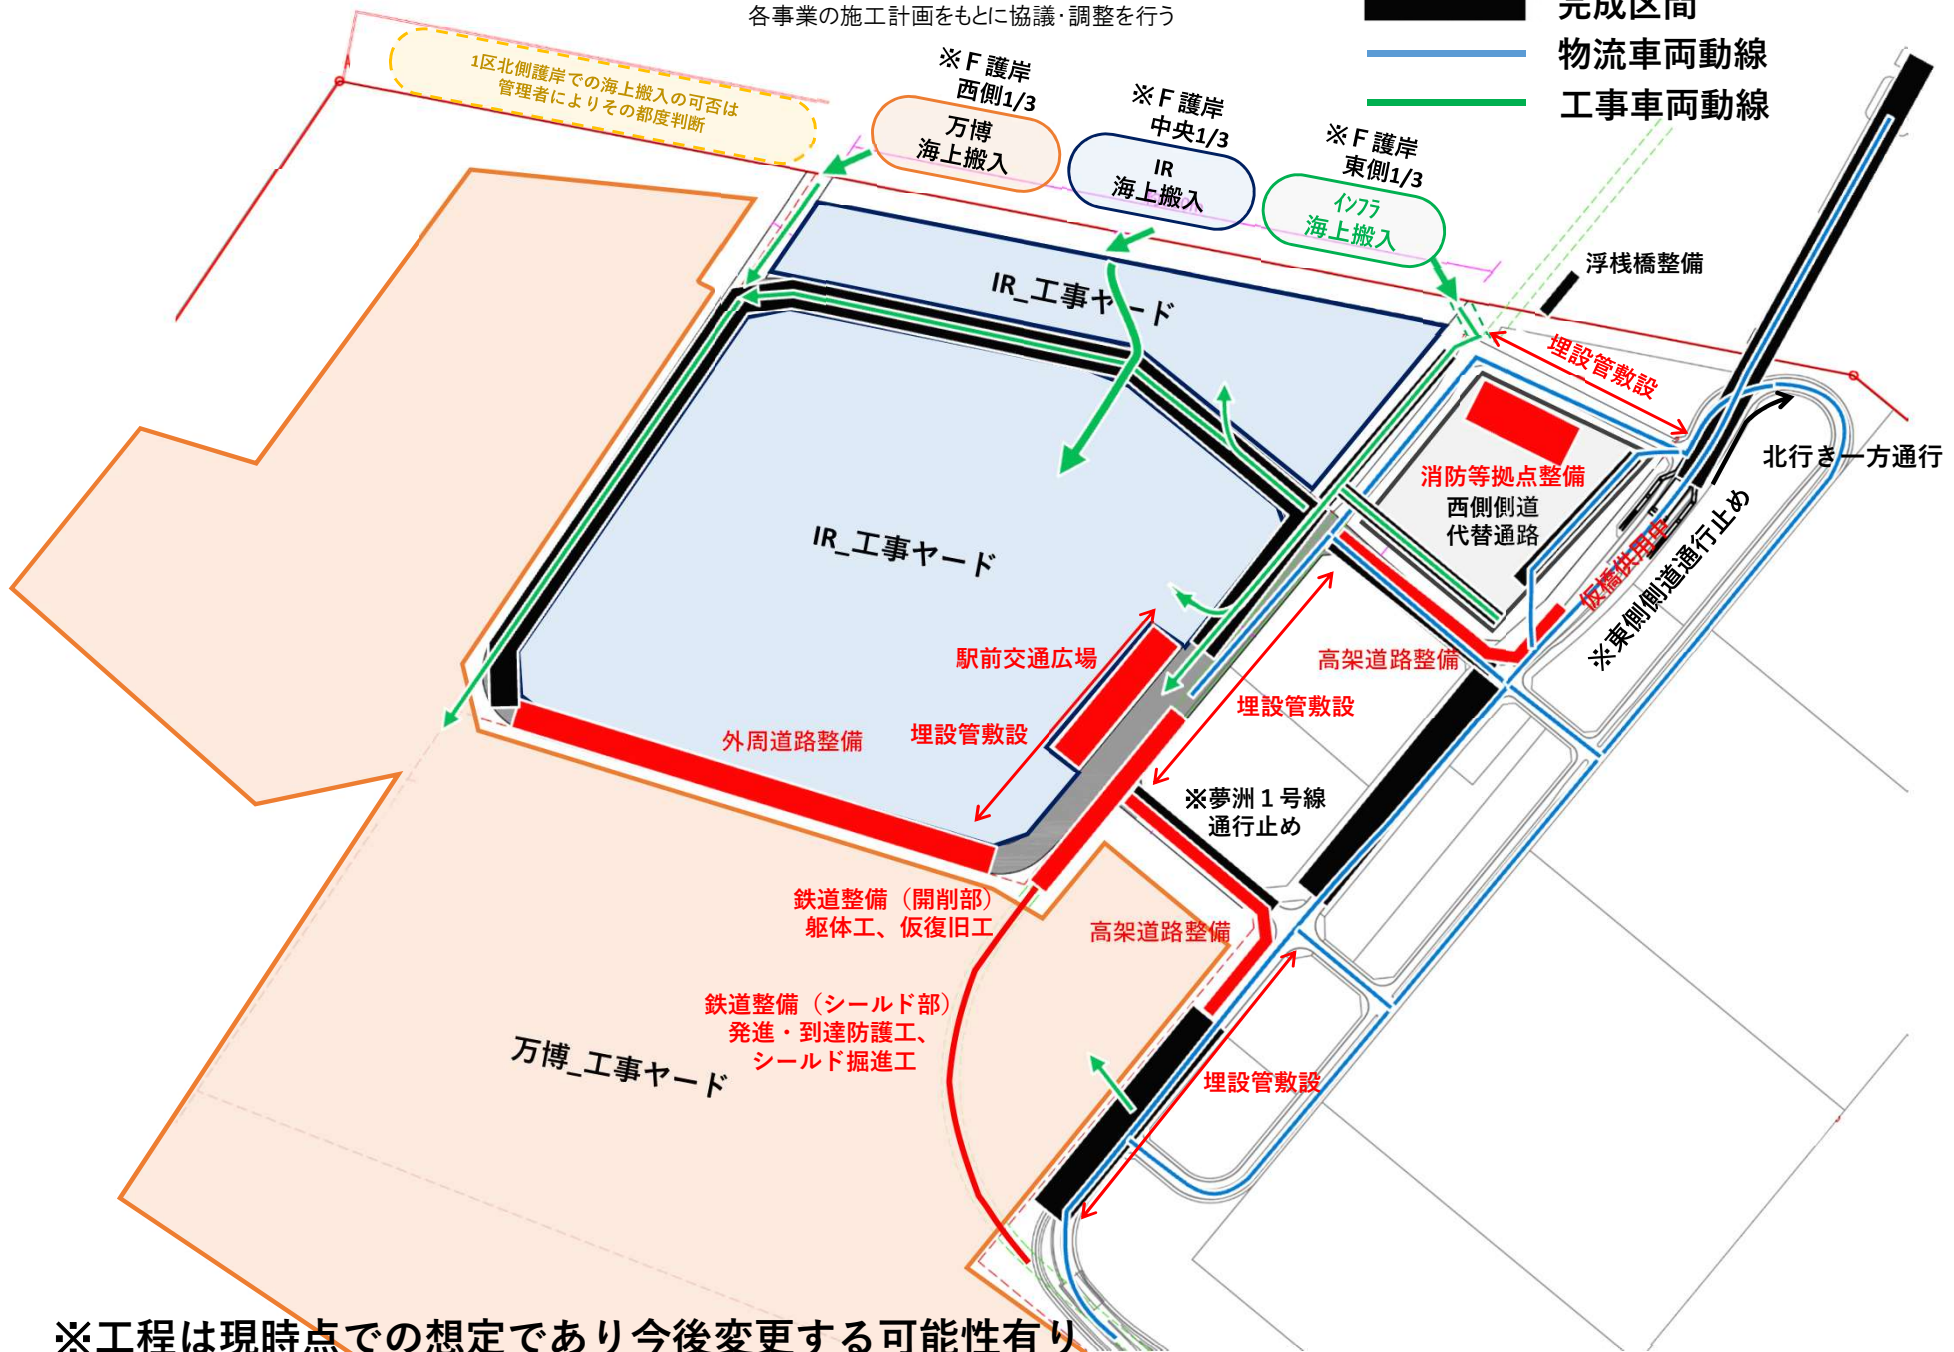 各事業の施工計画をもとに協議・調整を行う
完成区間
物流車両動線
工事車両動線
1区北側護岸での海上搬入の可否は
管理者によりその都度判断
※Ｆ護岸
西側1/3
万博
海上搬入
※Ｆ護岸
中央1/3
IR
海上搬入
※Ｆ護岸
東側1/3
ｲﾝﾌﾗ
海上搬入
浮桟橋整備
IR_工事ヤード
埋設管敷設
北行き一方通行
消防等拠点整備
西側側道
代替通路
仮橋供用中
※東側側道通行止め
IR_工事ヤード
駅前交通広場
高架道路整備
埋設管敷設
埋設管敷設
外周道路整備
※夢洲１号線
通行止め
鉄道整備（開削部）
躯体工、仮復旧工
高架道路整備
鉄道整備（シールド部）
発進・到達防護工、
シールド掘進工
万博_工事ヤード
埋設管敷設
※工程は現時点での想定であり今後変更する可能性有り